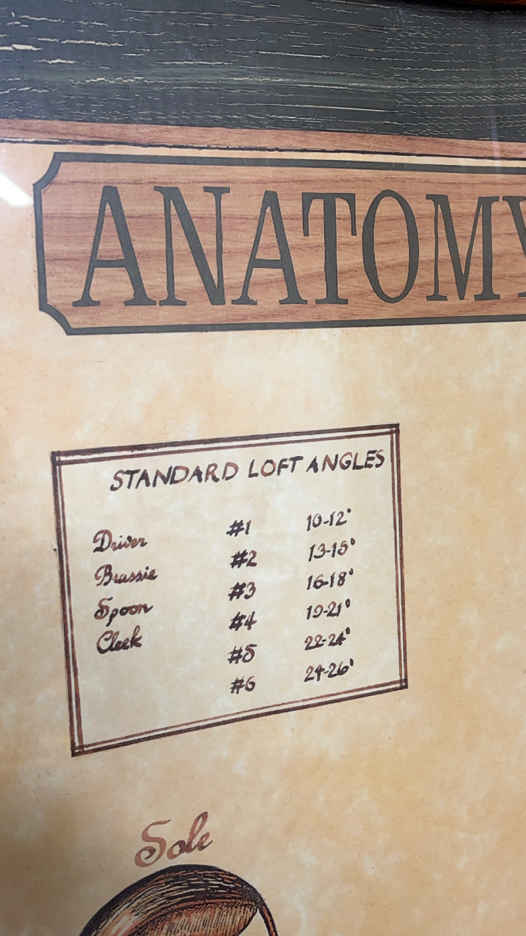 ANATOMY
STANDARD LOFT ANGLES
Driver #1 10-12°
Brassie #2 13-15°
Spoon #3 16-18°
Cleek #4 19-21°
#5 22-24°
#6 24-26°
Sole